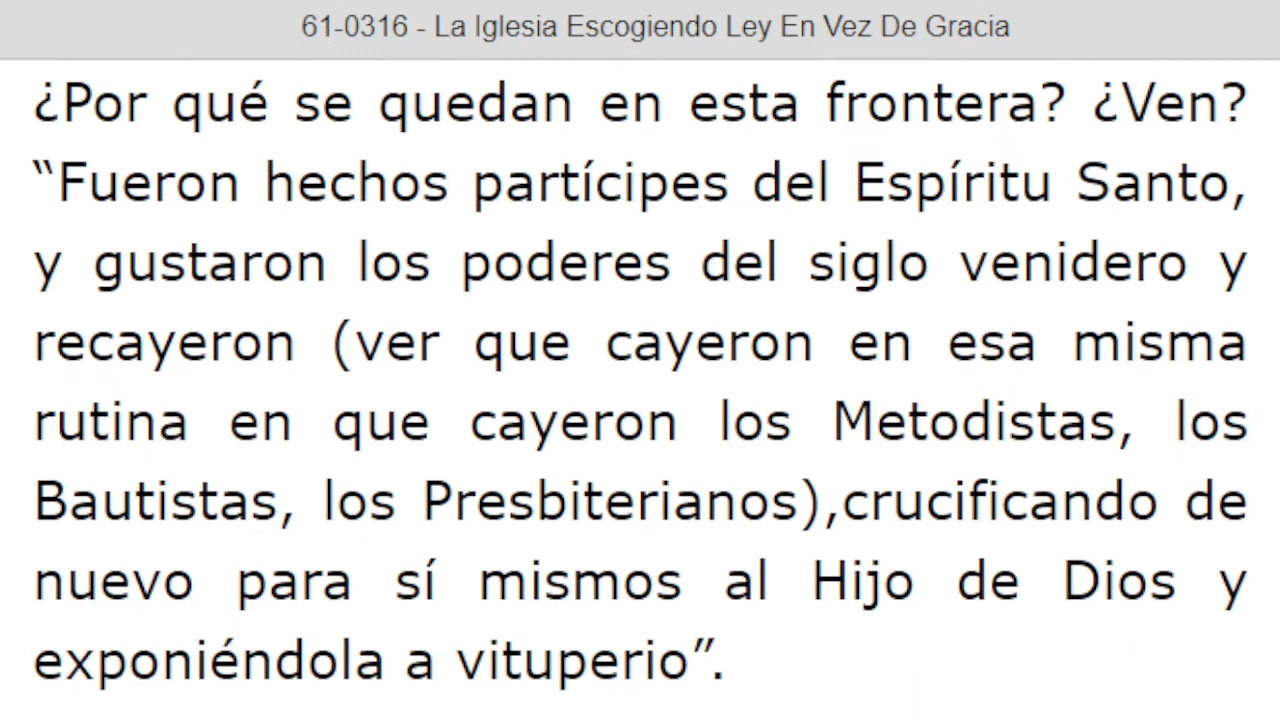 61-0316 - La Iglesia Escogiendo Ley En Vez De Gracia
¿Por qué se quedan en esta frontera? ¿Ven?
“Fueron hechos partícipes del Espíritu Santo,
y gustaron los poderes del siglo venidero y
recayeron (ver que cayeron en esa misma
rutina en que cayeron los Metodistas, los
Bautistas, los Presbiterianos),crucificando de
nuevo para sí mismos al Hijo de Dios y
exponiéndola a vituperio”.